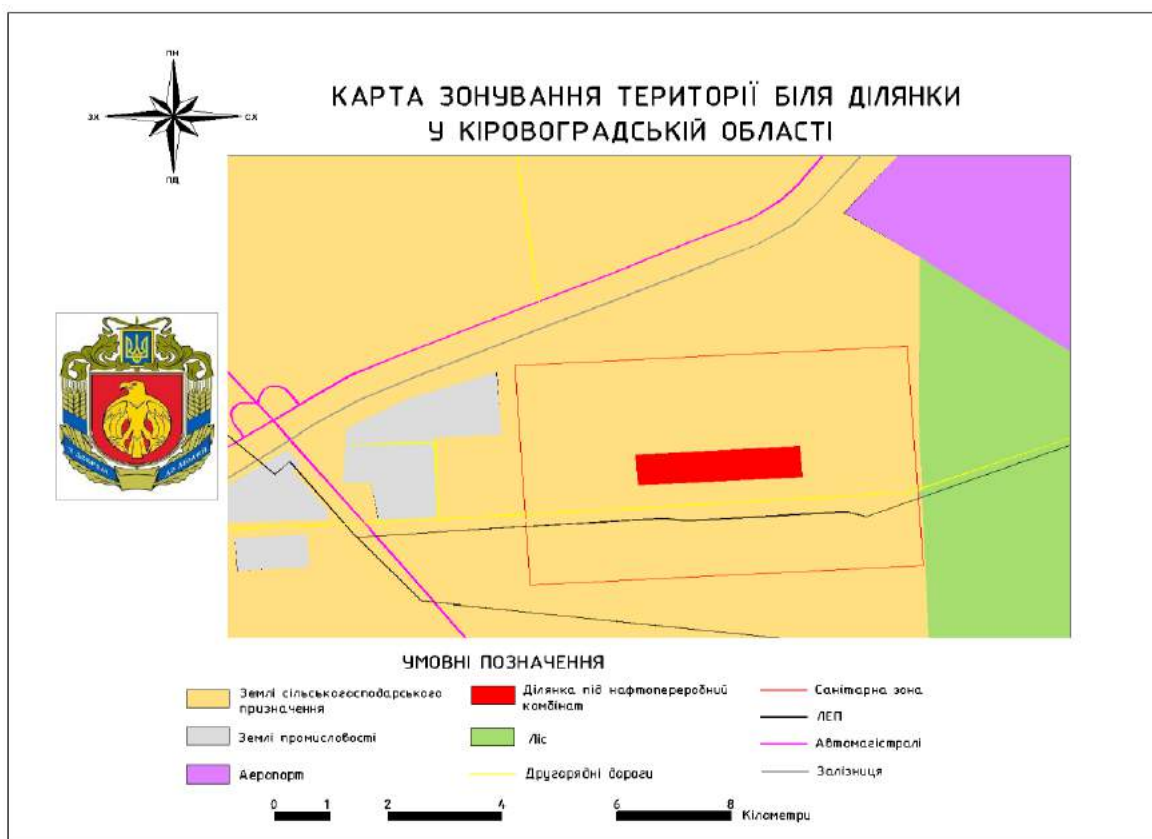 ПН
ЗХ
СХ
ПД
КАРТА ЗОНУВАННЯ ТЕРИТОРІЇ БІЛЯ ДІЛЯНКИ
У КІРОВОГРАДСЬКІЙ ОБЛАСТІ
УМОВНІ ПОЗНАЧЕННЯ
Землі сільськогосподарського
призначення
Землі промисловості
Аеропорт
Ділянка під нафтопереробний
комбінат
Ліс
Другорядні дороги
Санітарна зона
ЛЕП
Автомагістралі
Залізниця
0 1 2 4 6 8
Кілометри